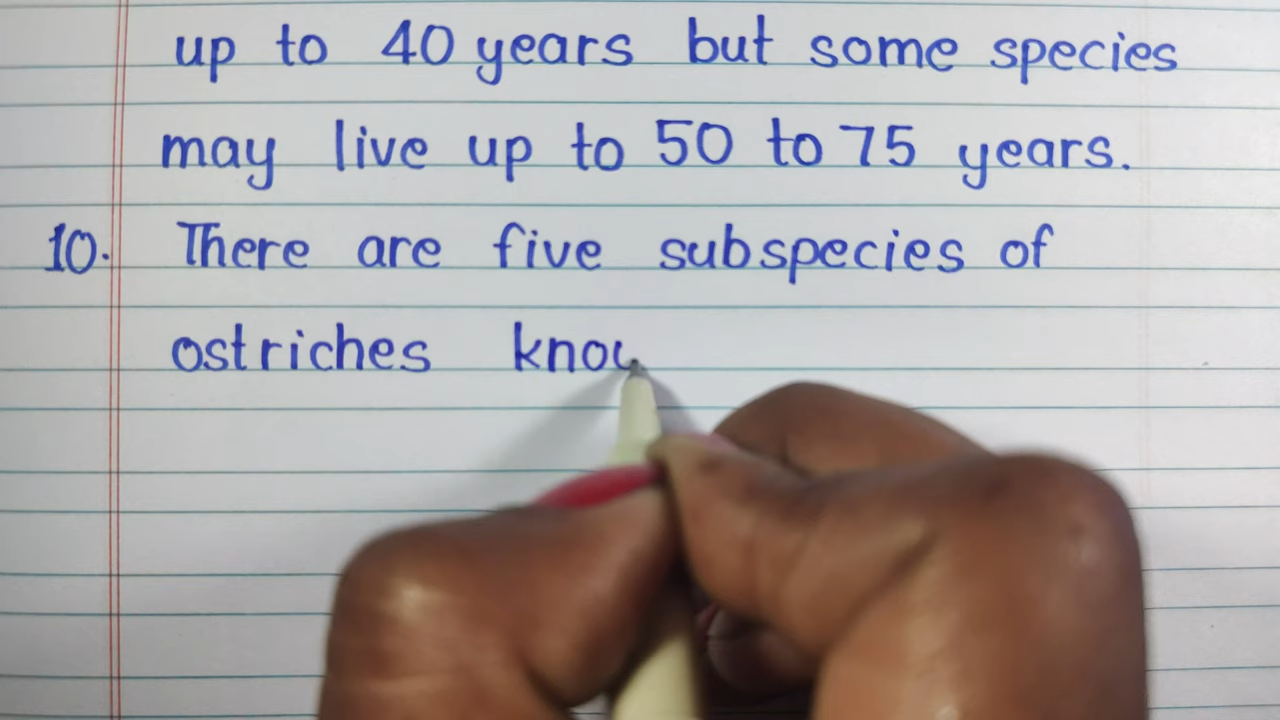 up to 40 years but some species
may live up to 50 to 75 years.
10. There are five subspecies of
ostriches